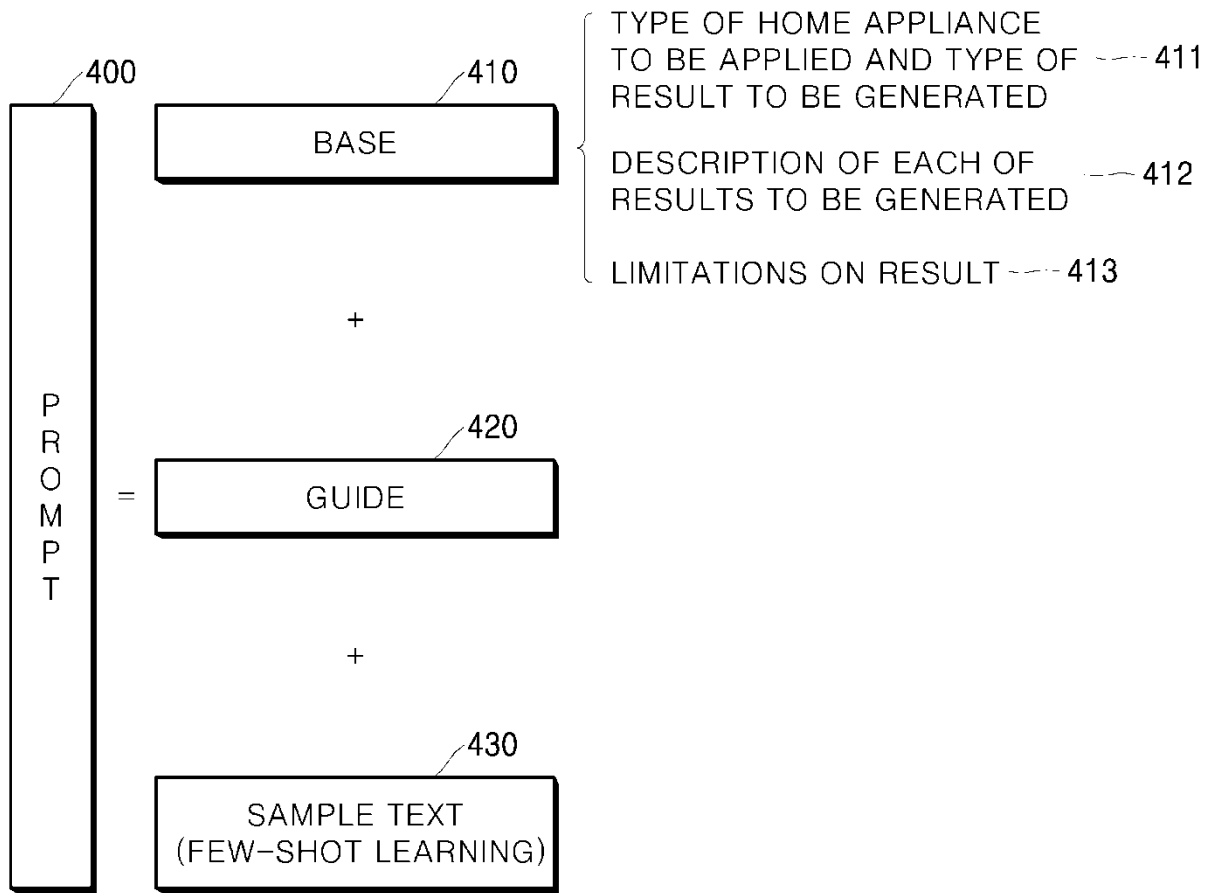 400
PROMPT
=
410
BASE
TYPE OF HOME APPLIANCE
TO BE APPLIED AND TYPE OF
RESULT TO BE GENERATED
411
DESCRIPTION OF EACH OF
RESULTS TO BE GENERATED
412
LIMITATIONS ON RESULT
413
+
420
GUIDE
+
430
SAMPLE TEXT
(FEW-SHOT LEARNING)